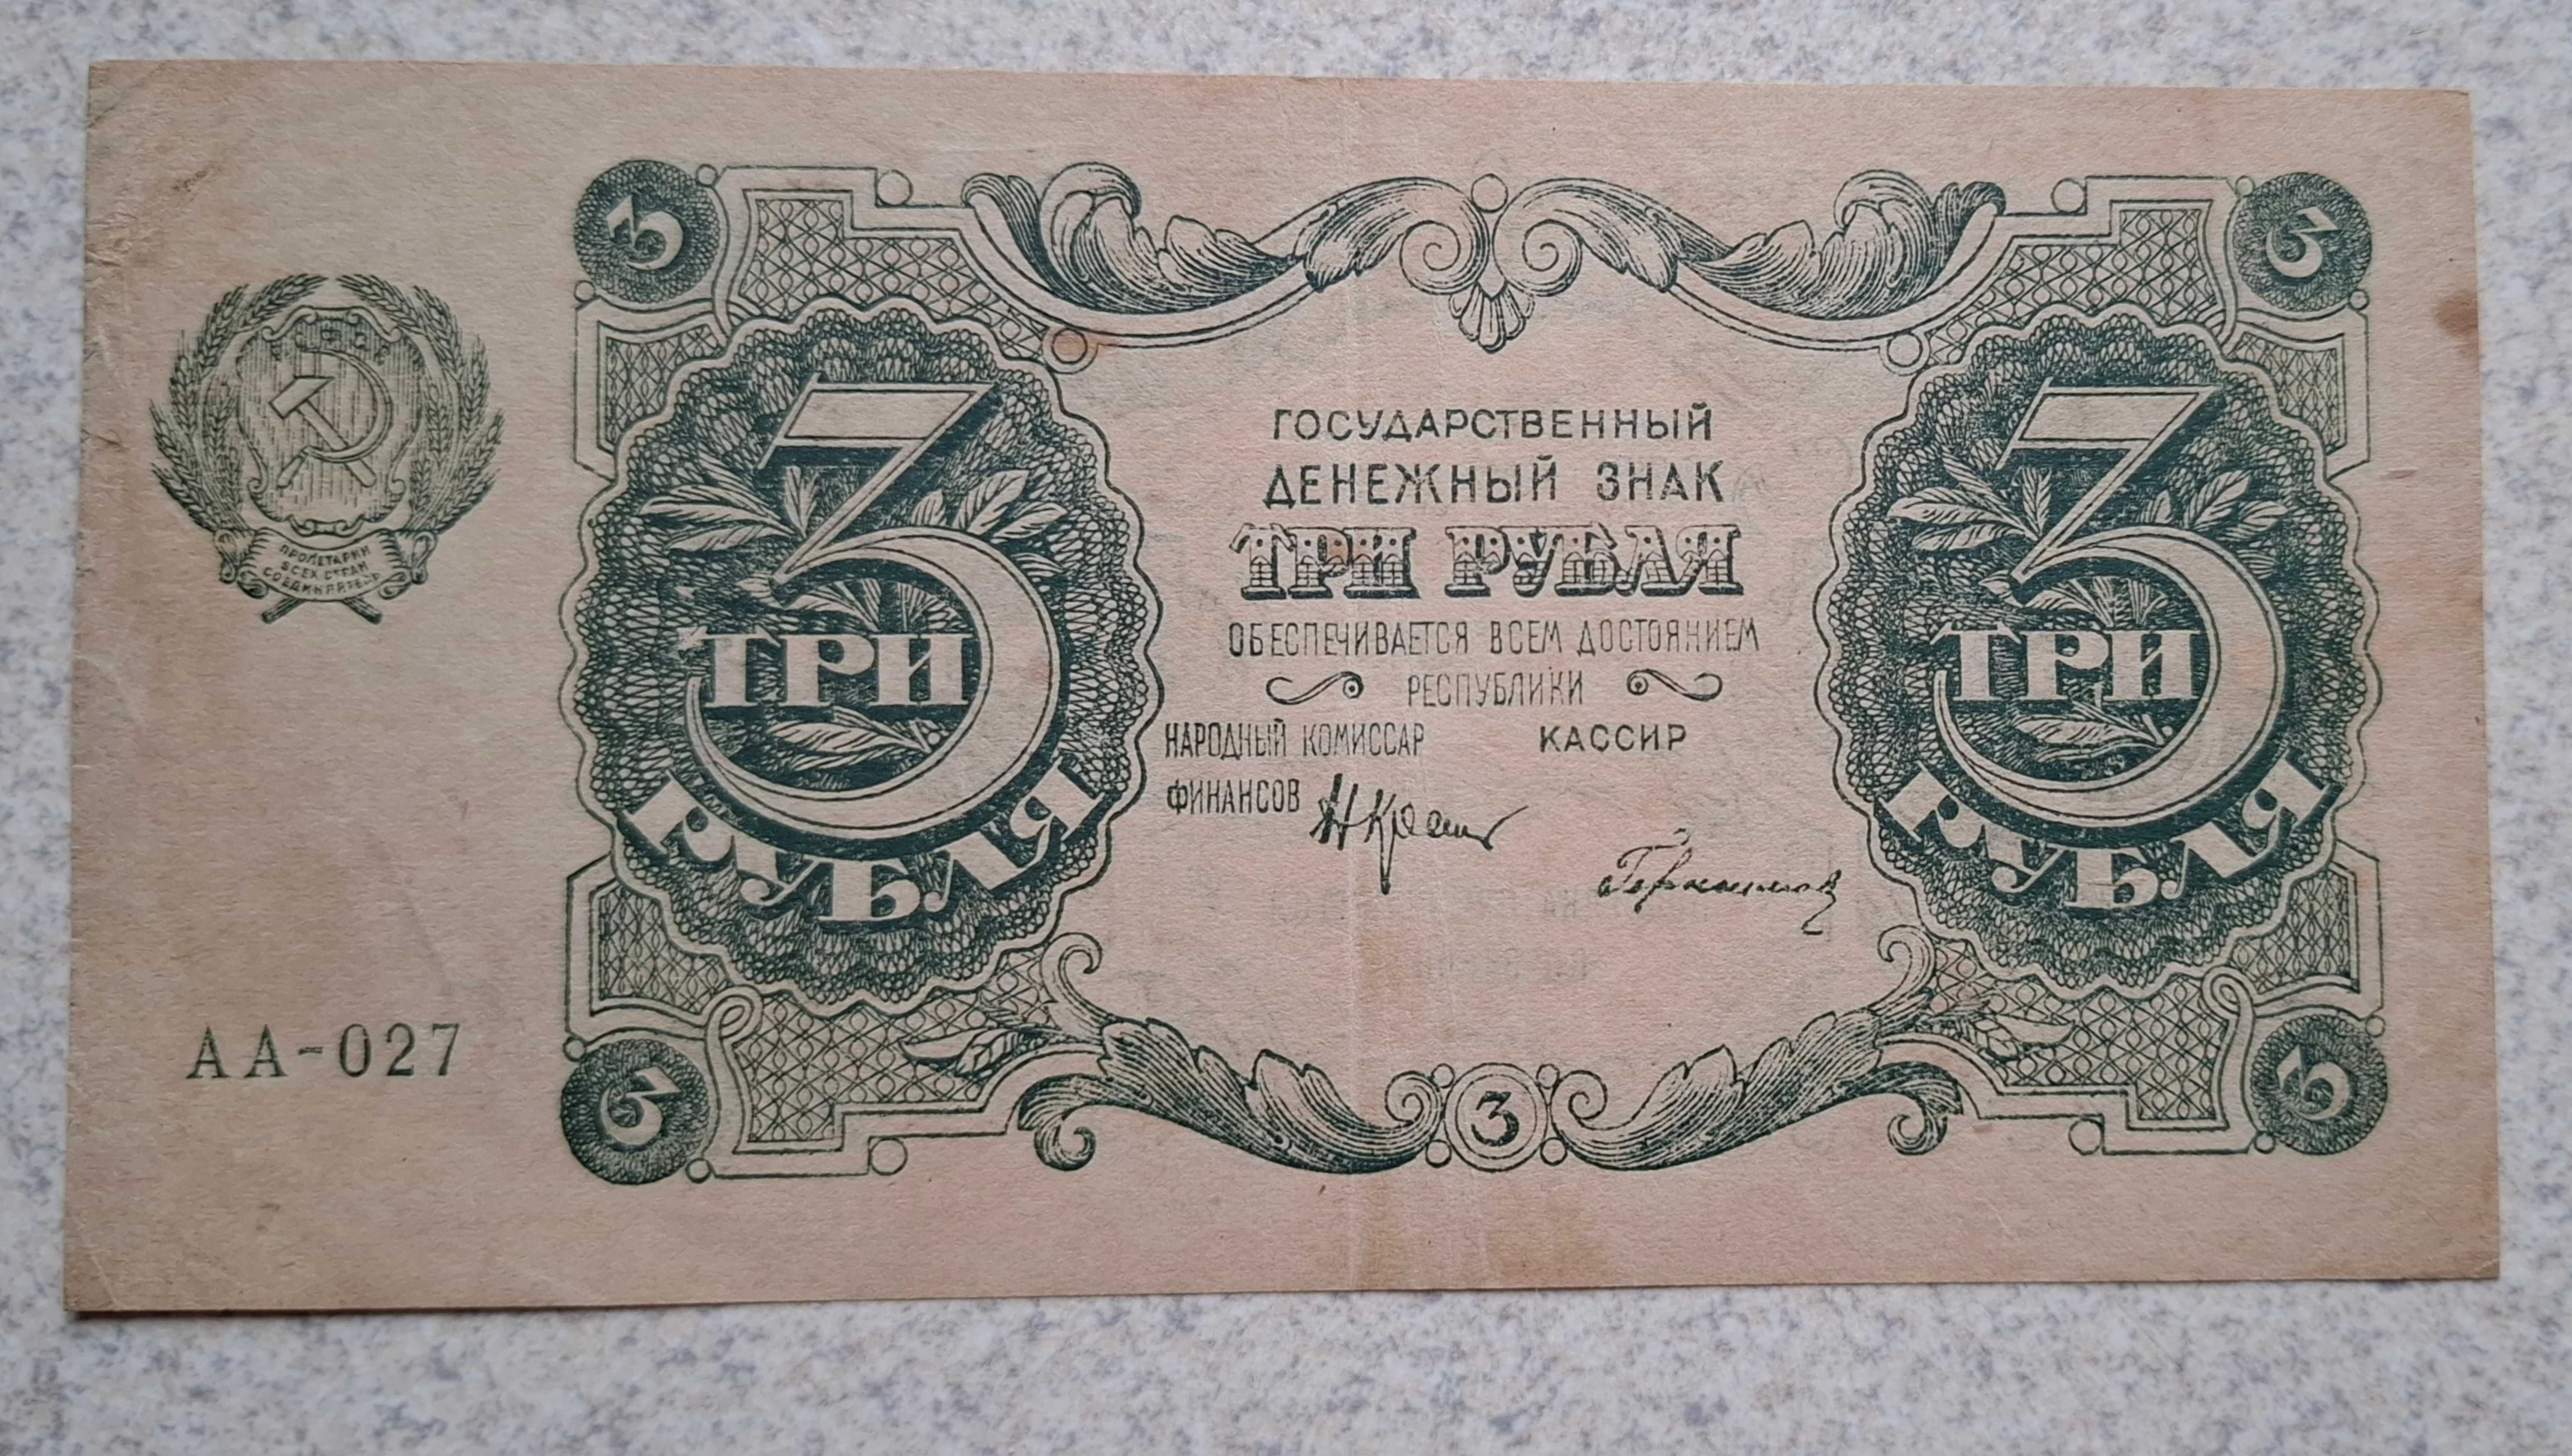 3
3
Р.С.Ф.С.Р.
ПРОЛЕТАРИИ
ВСЕХ СТРАН
СОЕДИНЯЙТЕСЬ
3
ТРИ
РУБЛЯ
ГОСУДАРСТВЕННЫЙ
ДЕНЕЖНЫЙ ЗНАК
ТРИ РУБЛЯ
ОБЕСПЕЧИВАЕТСЯ ВСЕМ ДОСТОЯНИЕМ
РЕСПУБЛИКИ
НАРОДНЫЙ КОМИССАР
ФИНАНСОВ
КАССИР
3
ТРИ
РУБЛЯ
АА-027
3
3
3